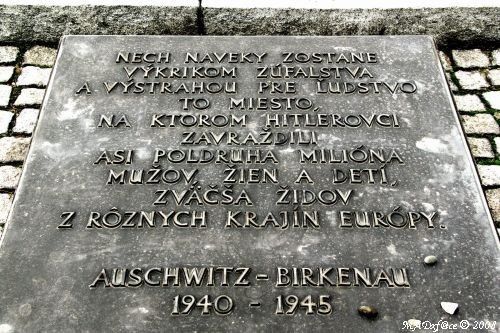 NECH NAVEKY ZOSTANE
VÝKRIKOM ZÚFALSTVA
A VÝSTRAHOU PRE ĽUDSTVO
TO MIESTO,
NA KTOROM HITLEROVCI
ZAVRAŽDILI
ASI POLDRUHA MILIÓNA
MUŽOV, ŽIEN A DETÍ,
ZVÄČŠA ŽIDOV
Z RÔZNYCH KRAJÍN EURÓPY.
AUSCHWITZ - BIRKENAU
1940 - 1945